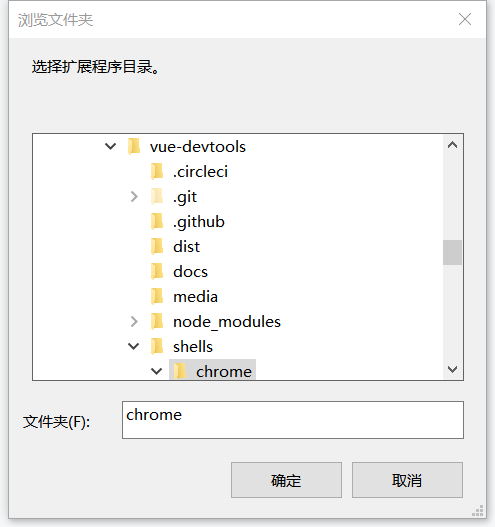 浏览文件夹
选择扩展程序目录。
vue-devtools
.circleci
.git
.github
dist
docs
media
node_modules
shells
chrome
文件夹(F): chrome
确定 取消